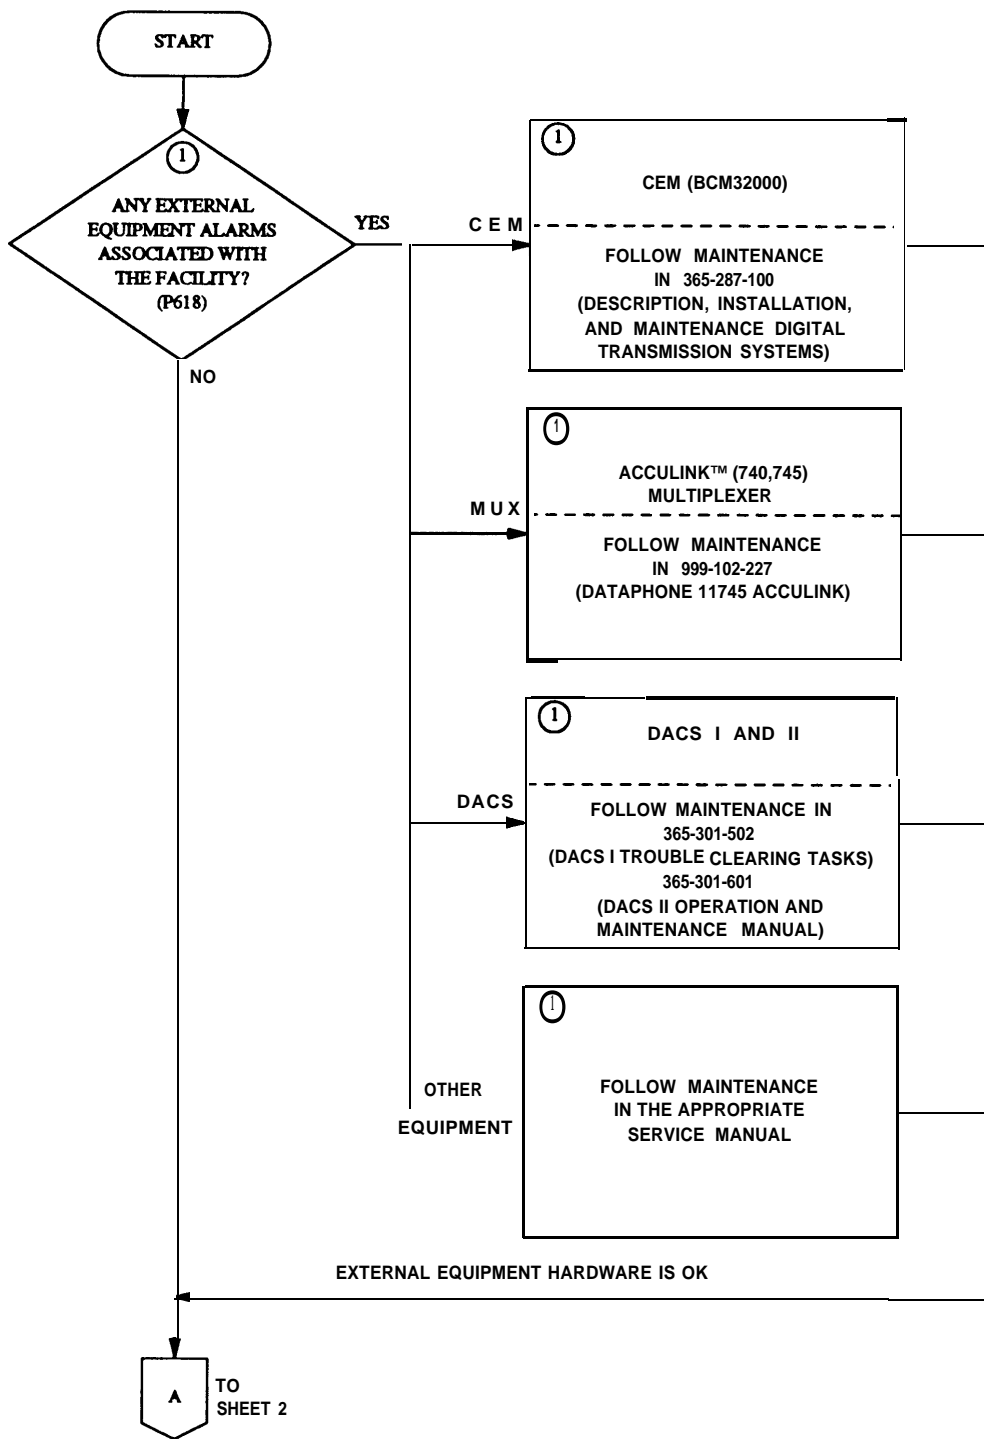 START
1
ANY EXTERNAL
EQUIPMENT ALARMS
ASSOCIATED WITH
THE FACILITY?
(P618)
YES
NO
CEM
1
CEM (BCM32000)
FOLLOW MAINTENANCE
IN 365-287-100
(DESCRIPTION, INSTALLATION,
AND MAINTENANCE DIGITAL
TRANSMISSION SYSTEMS)
MUX
1
ACCULINK™ (740,745)
MULTIPLEXER
FOLLOW MAINTENANCE
IN 999-102-227
(DATAPHONE 11745 ACCULINK)
DACS
1
DACS I AND II
FOLLOW MAINTENANCE IN
365-301-502
(DACS I TROUBLE CLEARING TASKS)
365-301-601
(DACS II OPERATION AND
MAINTENANCE MANUAL)
OTHER
EQUIPMENT
1
FOLLOW MAINTENANCE
IN THE APPROPRIATE
SERVICE MANUAL
EXTERNAL EQUIPMENT HARDWARE IS OK
A
TO
SHEET 2